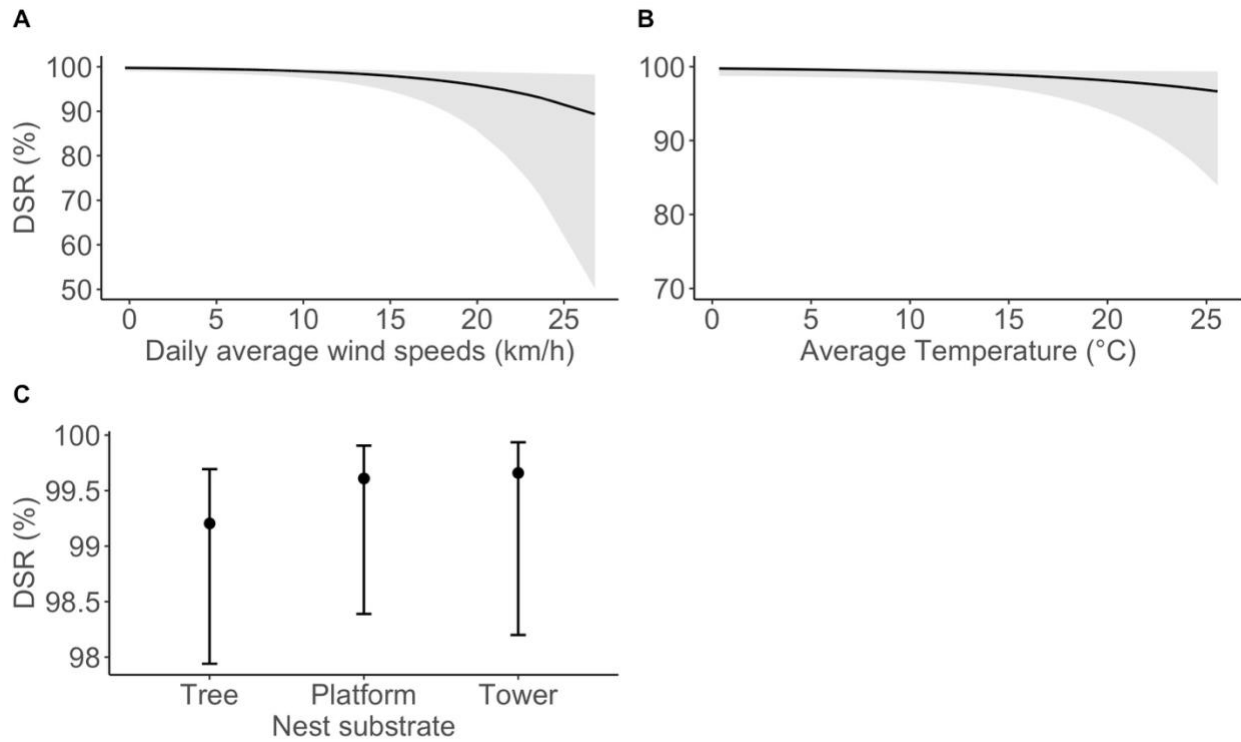 A
DSR (%)
100
90
80
70
60
50
0 5 10 15 20 25
Daily average wind speeds (km/h)
B
100
90
80
70
0 5 10 15 20 25
Average Temperature (°C)
C
DSR (%)
100
99.5
99
98.5
98
Tree Platform Tower
Nest substrate